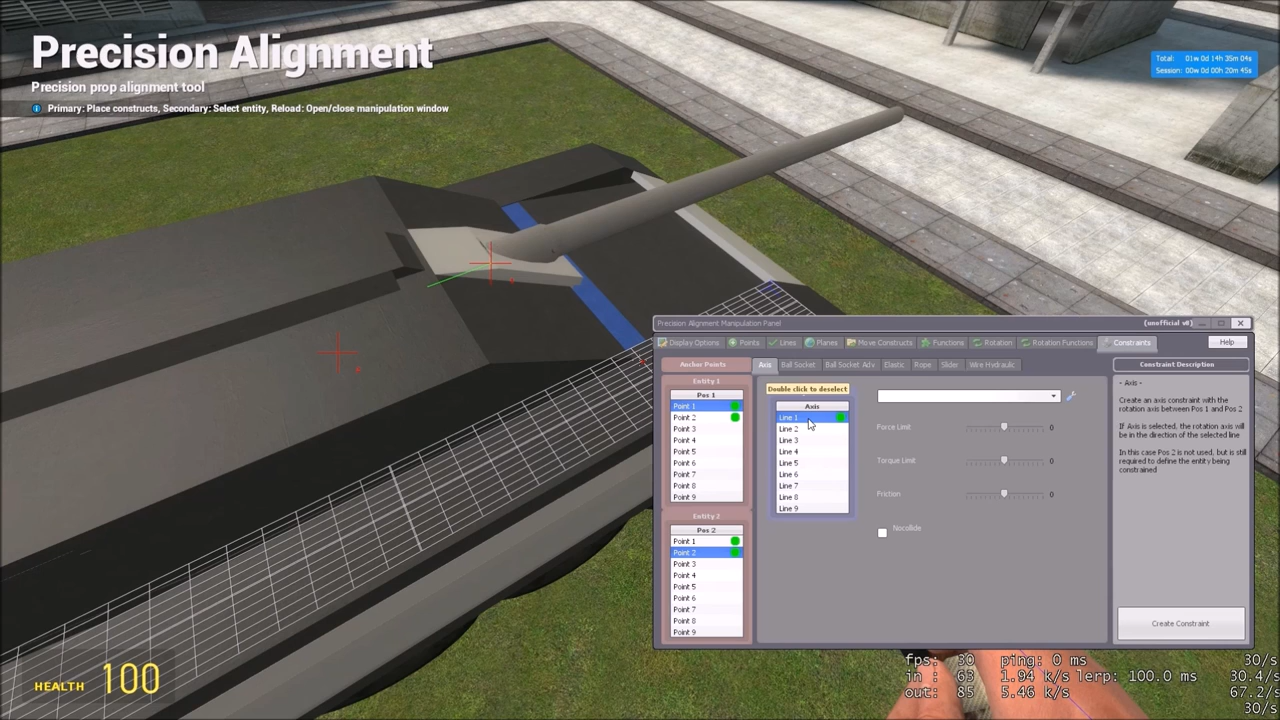 Precision Alignment
Precision prop alignment tool
Primary: Place constructs, Secondary: Select entity, Reload: Open/close manipulation window
Total: 01w 0d 14h 35m 04s
Session: 00w 0d 00h 20m 45s
Precision Alignment Manipulation Panel
(unofficial v8)
Display Options
Points
Lines
Planes
Move Constructs
Functions
Rotation
Rotation Functions
Constraints
Help
Anchor Points
Axis
Ball Socket
Ball Socket Adv
Elastic
Rope
Slider
Wire Hydraulic
Constraint Description
Entity 1
Pos 1
Point 1
Point 2
Point 3
Point 4
Point 5
Point 6
Point 7
Point 8
Point 9
Entity 2
Pos 2
Point 1
Point 2
Point 3
Point 4
Point 5
Point 6
Point 7
Point 8
Point 9
Double click to deselect
Axis
Line 1
Line 2
Line 3
Line 4
Line 5
Line 6
Line 7
Line 8
Line 9
Force Limit 0
Torque Limit 0
Friction 0
Nocollide
- Axis -
Create an axis constraint with the
rotation axis between Pos 1 and Pos 2
If Axis is selected, the rotation axis will
be in the direction of the selected line
In this case Pos 2 is not used, but is still
required to define the entity being
constrained
Create Constraint
HEALTH 100
fps: 30 ping: 0 ms 30/s
in : 63 1.94 k/s lerp: 100.0 ms 30.4/s
out: 85 5.46 k/s 67.2/s
30/s